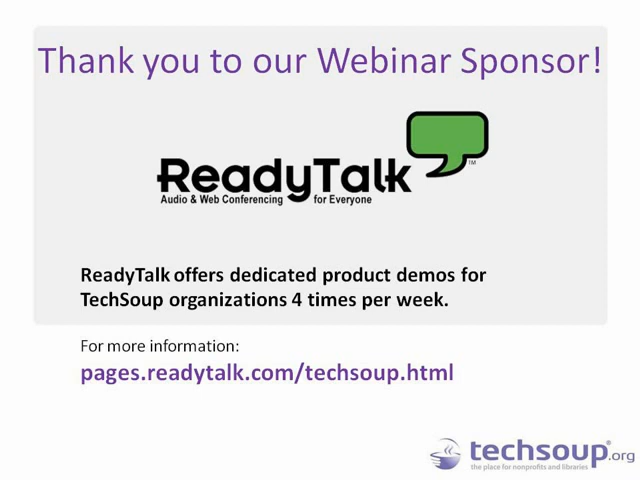 Thank you to our Webinar Sponsor!
ReadyTalk TM
Audio & Web Conferencing for Everyone
ReadyTalk offers dedicated product demos for
TechSoup organizations 4 times per week.
For more information:
pages.readytalk.com/techsoup.html
techsoup®.org
the place for nonprofits and libraries